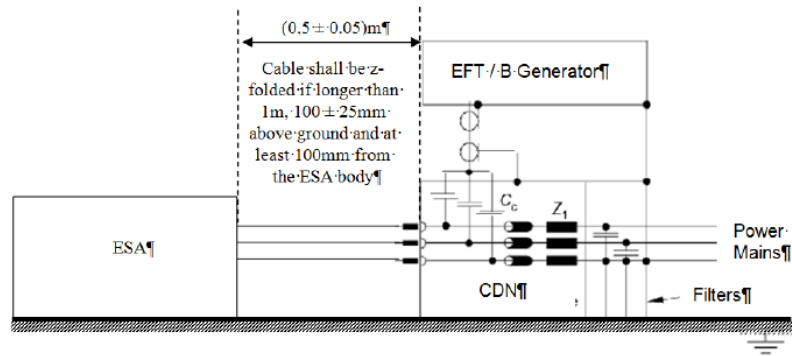 (0,5±·0.05)m¶
Cable·shall·be·z-
folded·if·longer·than·
1m,·100±25mm·
above·ground·and·at·
least·100mm·from·
the·ESA·body¶
EFT·/·B·Generator¶
Cc
Z1
ESA¶
Power·
Mains¶
CDN¶
Filters¶